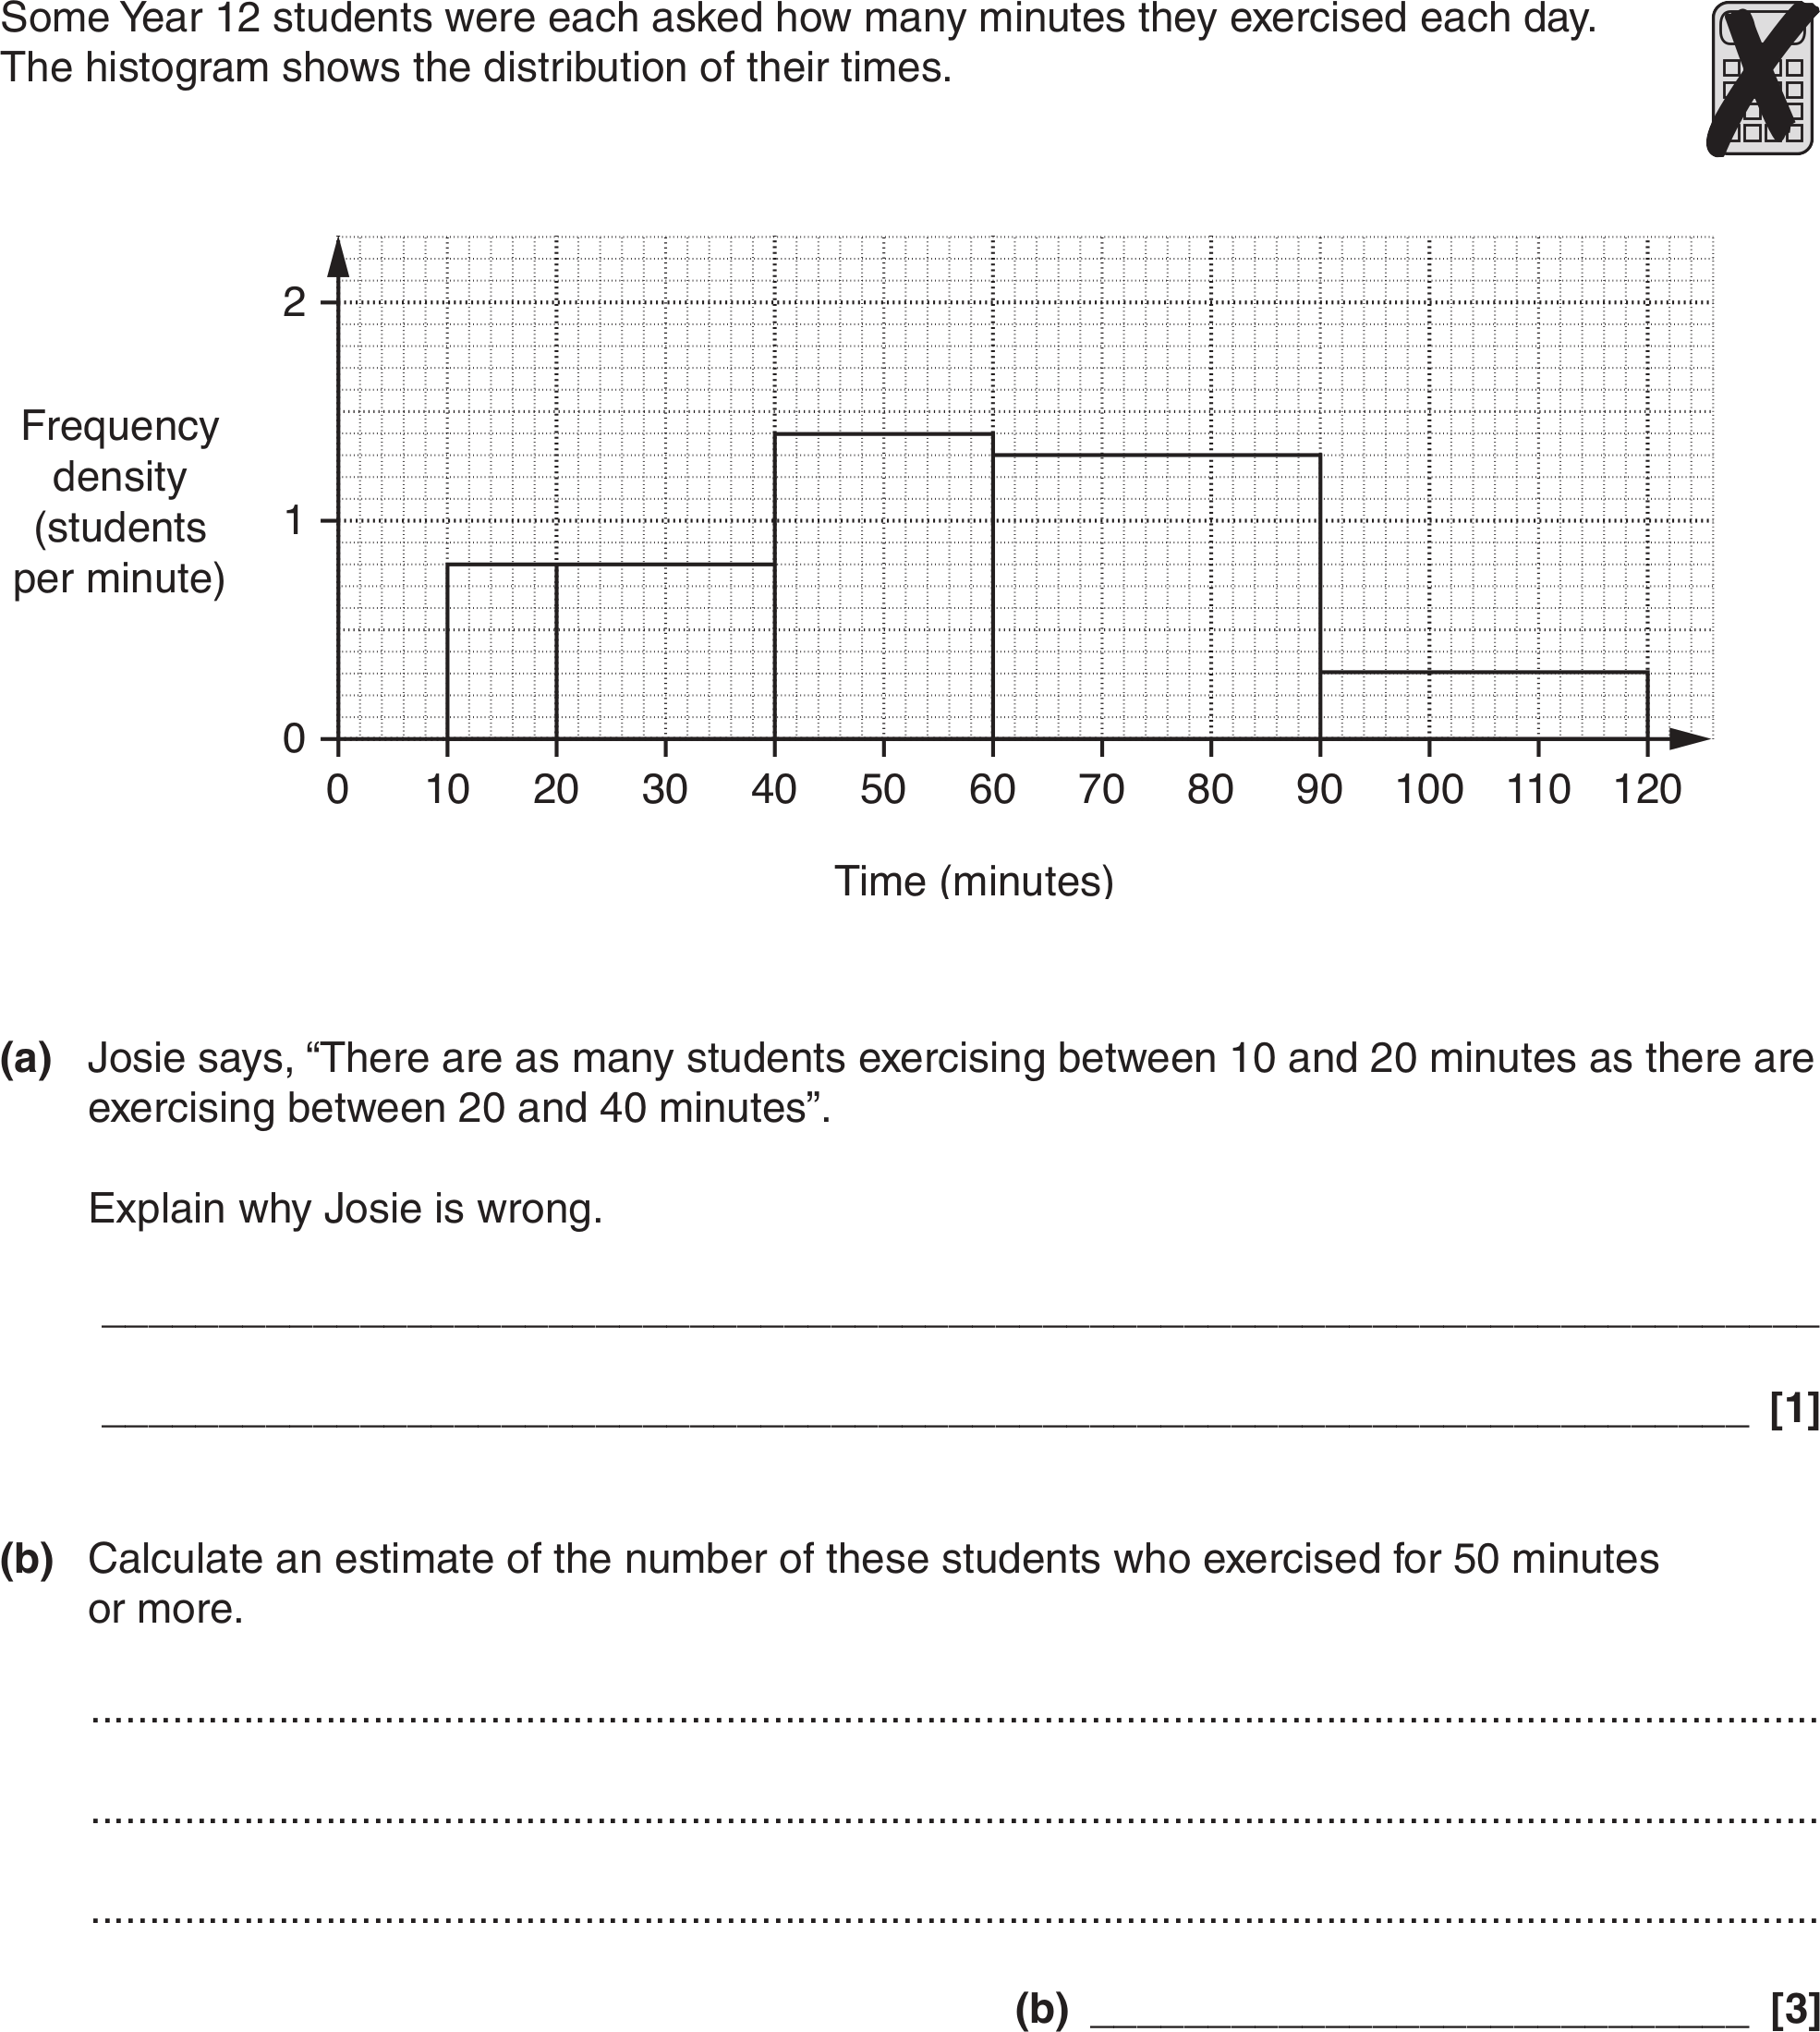 Some Year 12 students were each asked how many minutes they exercised each day.
The histogram shows the distribution of their times.
2
Frequency
density
(students
per minute)
1
0
0 10 20 30 40 50 60 70 80 90 100 110 120
Time (minutes)
(a) Josie says, “There are as many students exercising between 10 and 20 minutes as there are
exercising between 20 and 40 minutes”.
Explain why Josie is wrong.
[1]
(b) Calculate an estimate of the number of these students who exercised for 50 minutes
or more.
(b) [3]